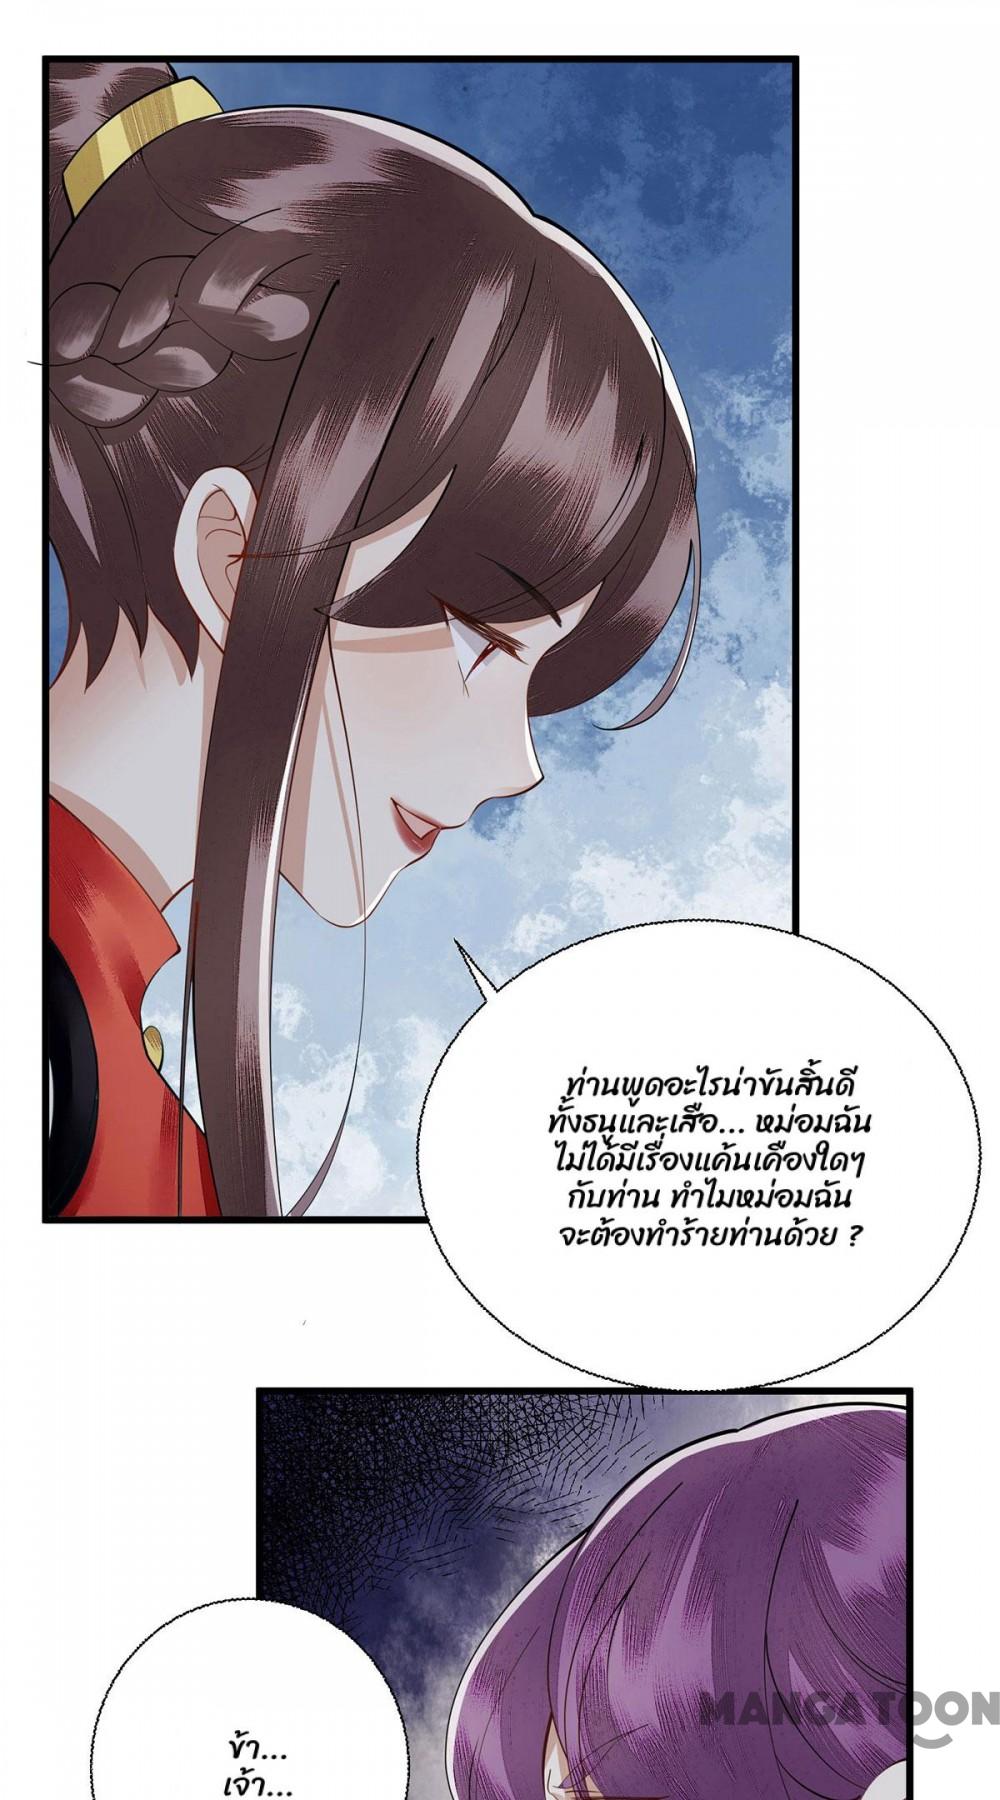 ท่านพูดอะไรน่าขันสิ้นดี
ทั้งธนูและเสือ... หม่อมฉัน
ไม่ได้มีเรื่องแค้นเคืองใดๆ
กับท่าน ทำไมหม่อมฉัน
จะต้องทำร้ายท่านด้วย ?
MANGATOON
ข้า...
เจ้า...